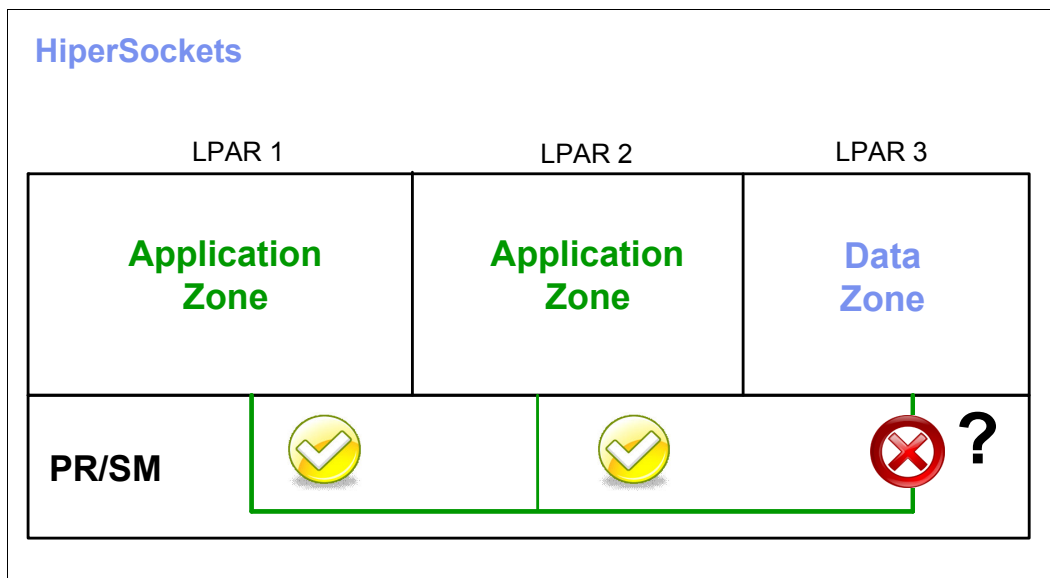 HiperSockets
LPAR 1
LPAR 2
LPAR 3
Application
Zone
Application
Zone
Data
Zone
PR/SM
?